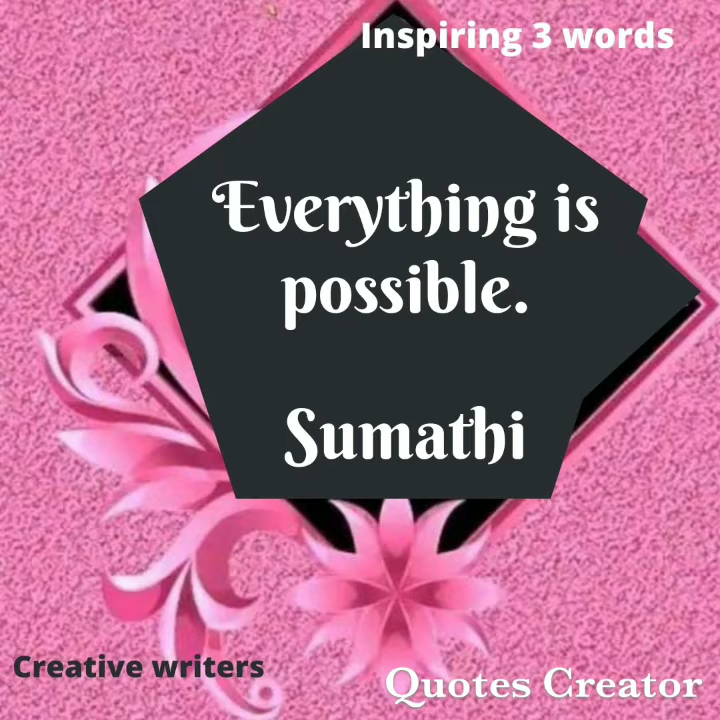 Inspiring 3 words
Everything is
possible.
Sumathi
Creative writers
Quotes Creator